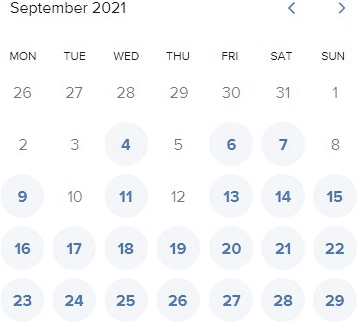 September 2021
MON TUE WED THU FRI SAT SUN
26 27 28 29 30 31 1
2 3 4 5 6 7 8
9 10 11 12 13 14 15
16 17 18 19 20 21 22
23 24 25 26 27 28 29